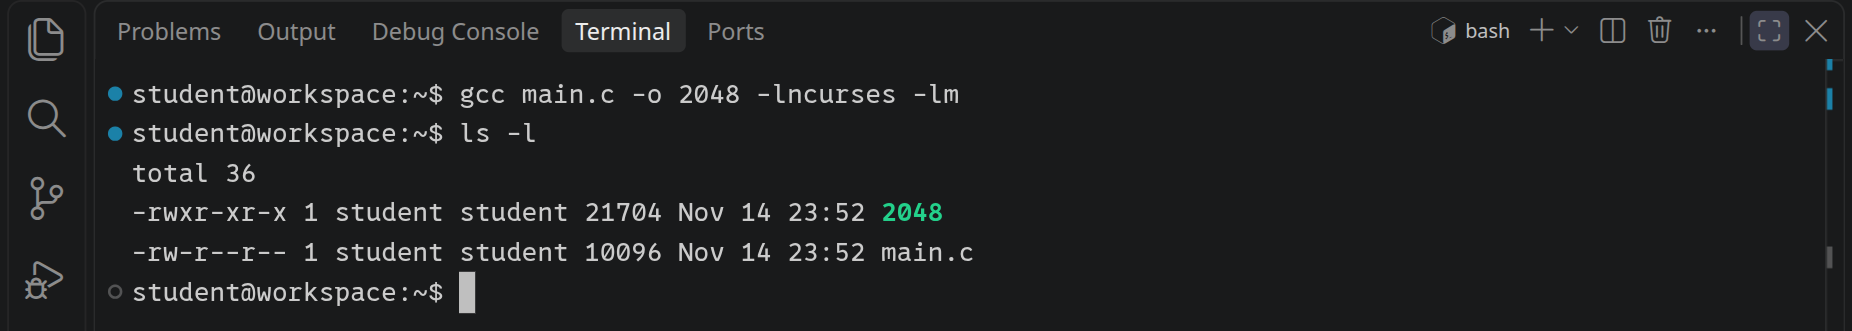 Problems Output Debug Console Terminal Ports bash
student@workspace:~$ gcc main.c -o 2048 -lncurses -lm
student@workspace:~$ ls -l
total 36
-rwxr-xr-x 1 student student 21704 Nov 14 23:52 2048
-rw-r--r-- 1 student student 10096 Nov 14 23:52 main.c
student@workspace:~$